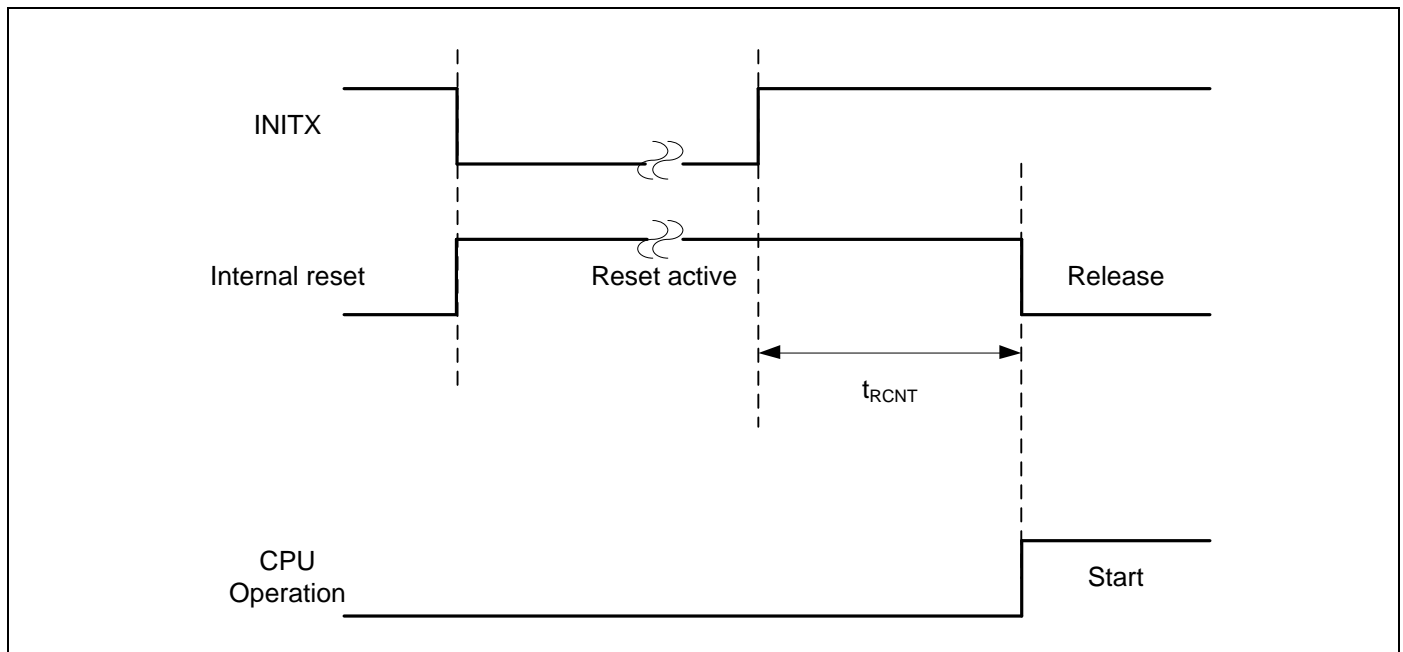 INITX
Internal reset
Reset active
Release
tRCNT
CPU
Operation
Start